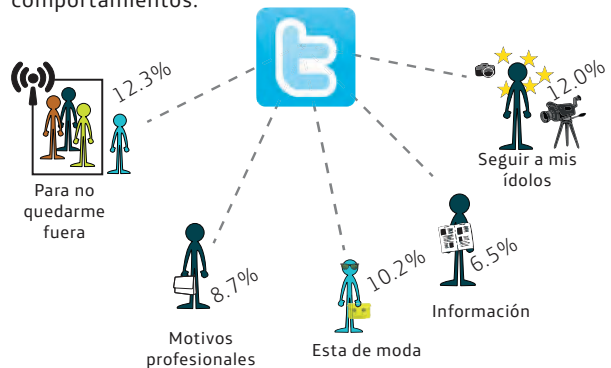 comportamientos.
12.3%
12.0%
Para no
quedarme
fuera
Seguir a mis
ídolos
8.7%
10.2%
6.5%
Motivos
profesionales
Esta de moda
Información